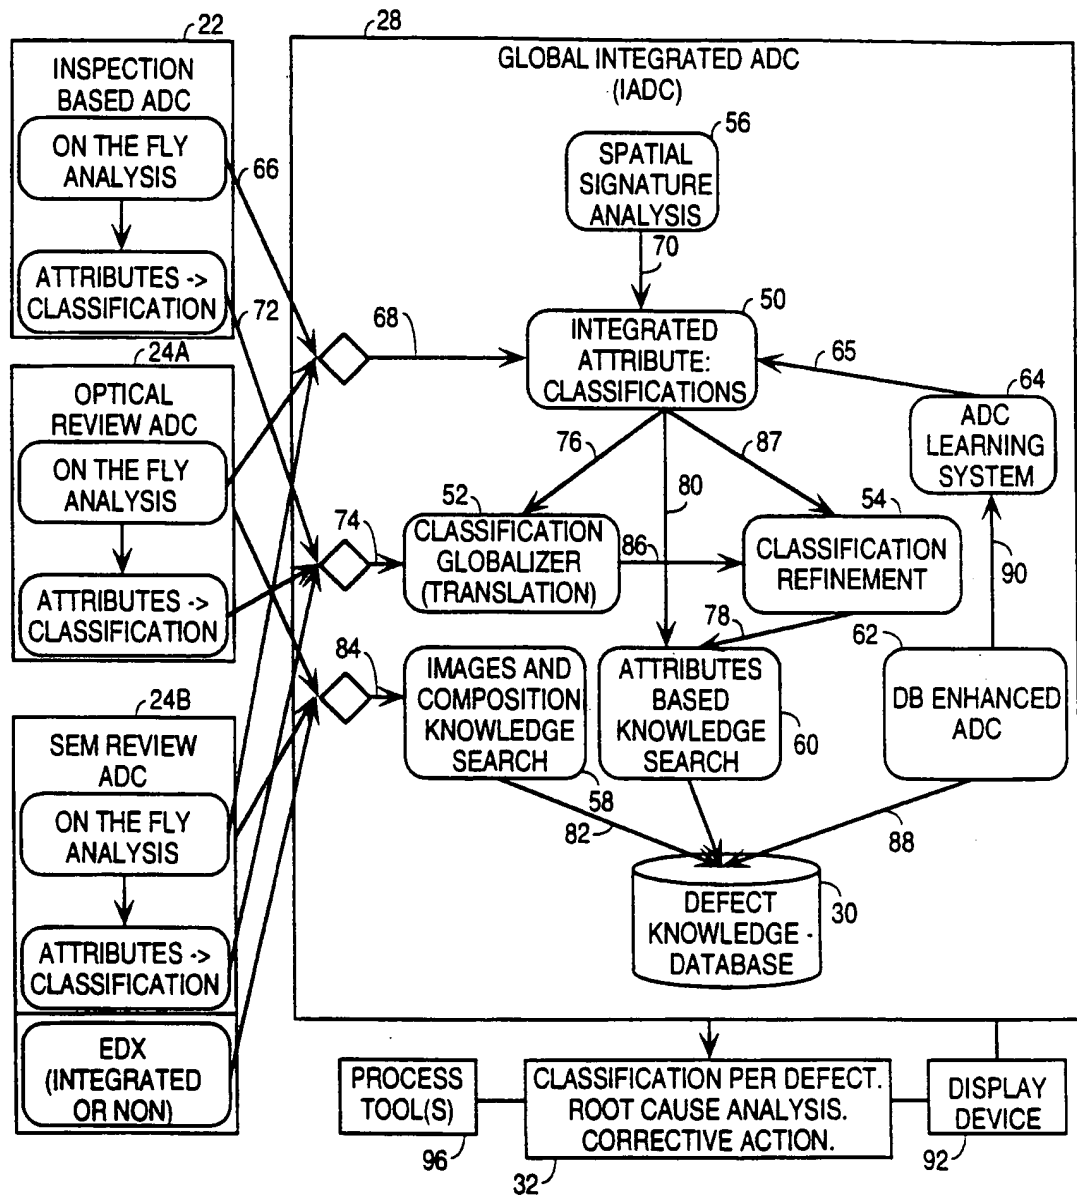 22
INSPECTION
BASED ADC
ON THE FLY
ANALYSIS
66
ATTRIBUTES ->
CLASSIFICATION
72
24A
OPTICAL
REVIEW ADC
ON THE FLY
ANALYSIS
ATTRIBUTES ->
CLASSIFICATION
24B
SEM REVIEW
ADC
ON THE FLY
ANALYSIS
ATTRIBUTES ->
CLASSIFICATION
EDX
(INTEGRATED
OR NON)
28
GLOBAL INTEGRATED ADC
(IADC)
56
SPATIAL
SIGNATURE
ANALYSIS
70
50
68
INTEGRATED
ATTRIBUTE:
CLASSIFICATIONS
65
64
ADC
LEARNING
SYSTEM
76
87
80
52
54
74
CLASSIFICATION
GLOBALIZER
(TRANSLATION)
86
CLASSIFICATION
REFINEMENT
90
78
62
84
IMAGES AND
COMPOSITION
KNOWLEDGE
SEARCH
58
ATTRIBUTES
BASED
KNOWLEDGE
SEARCH
60
DB ENHANCED
ADC
82
88
DEFECT
KNOWLEDGE -
DATABASE
30
PROCESS
TOOL(S)
96
CLASSIFICATION PER DEFECT.
ROOT CAUSE ANALYSIS.
CORRECTIVE ACTION.
32
DISPLAY
DEVICE
92